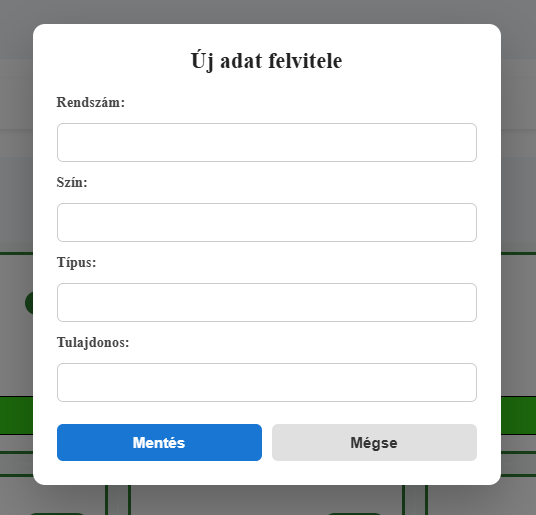 Új adat felvitele
Rendszám:
Szín:
Típus:
Tulajdonos:
Mentés
Mégse